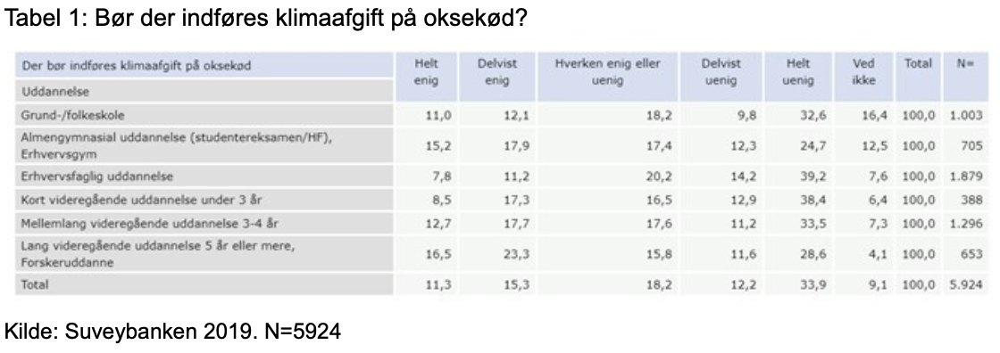 Tabel 1: Bør der indføres klimaafgift på oksekød?
Der bør indføres klimaafgift på oksekød Helt enig Delvist enig Hverken enig eller uenig Delvist uenig Helt uenig Ved ikke Total N=
Uddannelse
Grund-/folkeskole 11,0 12,1 18,2 9,8 32,6 16,4 100,0 1.003
Almengymnasial uddannelse (studentereksamen/HF), Erhvervsgym 15,2 17,9 17,4 12,3 24,7 12,5 100,0 705
Erhvervsfaglig uddannelse 7,8 11,2 20,2 14,2 39,2 7,6 100,0 1.879
Kort videregående uddannelse under 3 år 8,5 17,3 16,5 12,9 38,4 6,4 100,0 388
Mellemlang videregående uddannelse 3-4 år 12,7 17,7 17,6 11,2 33,5 7,3 100,0 1.296
Lang videregående uddannelse 5 år eller mere, Forskeruddanne 16,5 23,3 15,8 11,6 28,6 4,1 100,0 653
Total 11,3 15,3 18,2 12,2 33,9 9,1 100,0 5.924
Kilde: Suveybanken 2019. N=5924